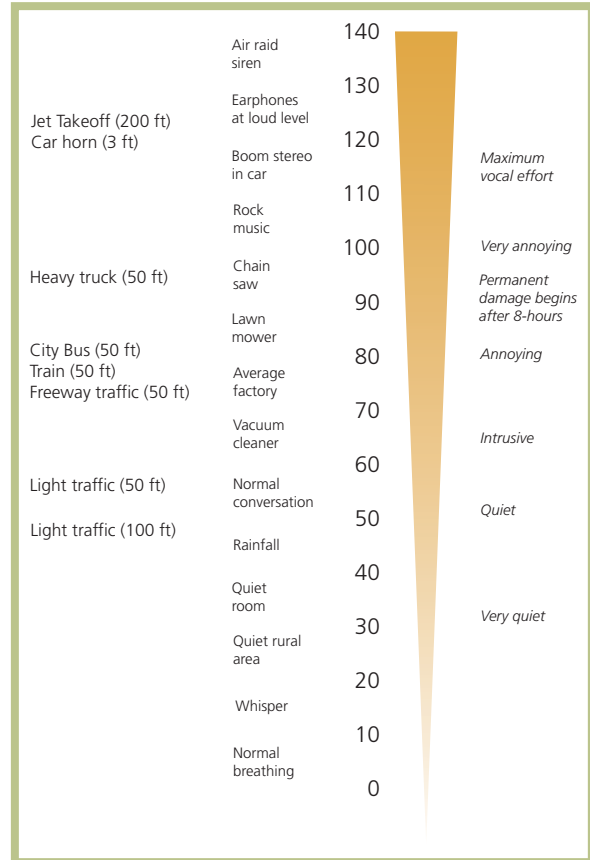 140
Air raid
siren
130
Earphones
at loud level
Jet Takeoff (200 ft)
Car horn (3 ft)
120
Boom stereo
in car
Maximum
vocal effort
110
Rock
music
100
Very annoying
Heavy truck (50 ft)
Chain
saw
Permanent
damage begins
after 8-hours
90
Lawn
mower
City Bus (50 ft)
Train (50 ft)
Freeway traffic (50 ft)
80
Annoying
Average
factory
70
Vacuum
cleaner
Intrusive
60
Light traffic (50 ft)
Normal
conversation
50
Quiet
Light traffic (100 ft)
Rainfall
40
Quiet
room
30
Very quiet
Quiet rural
area
20
Whisper
10
Normal
breathing
0